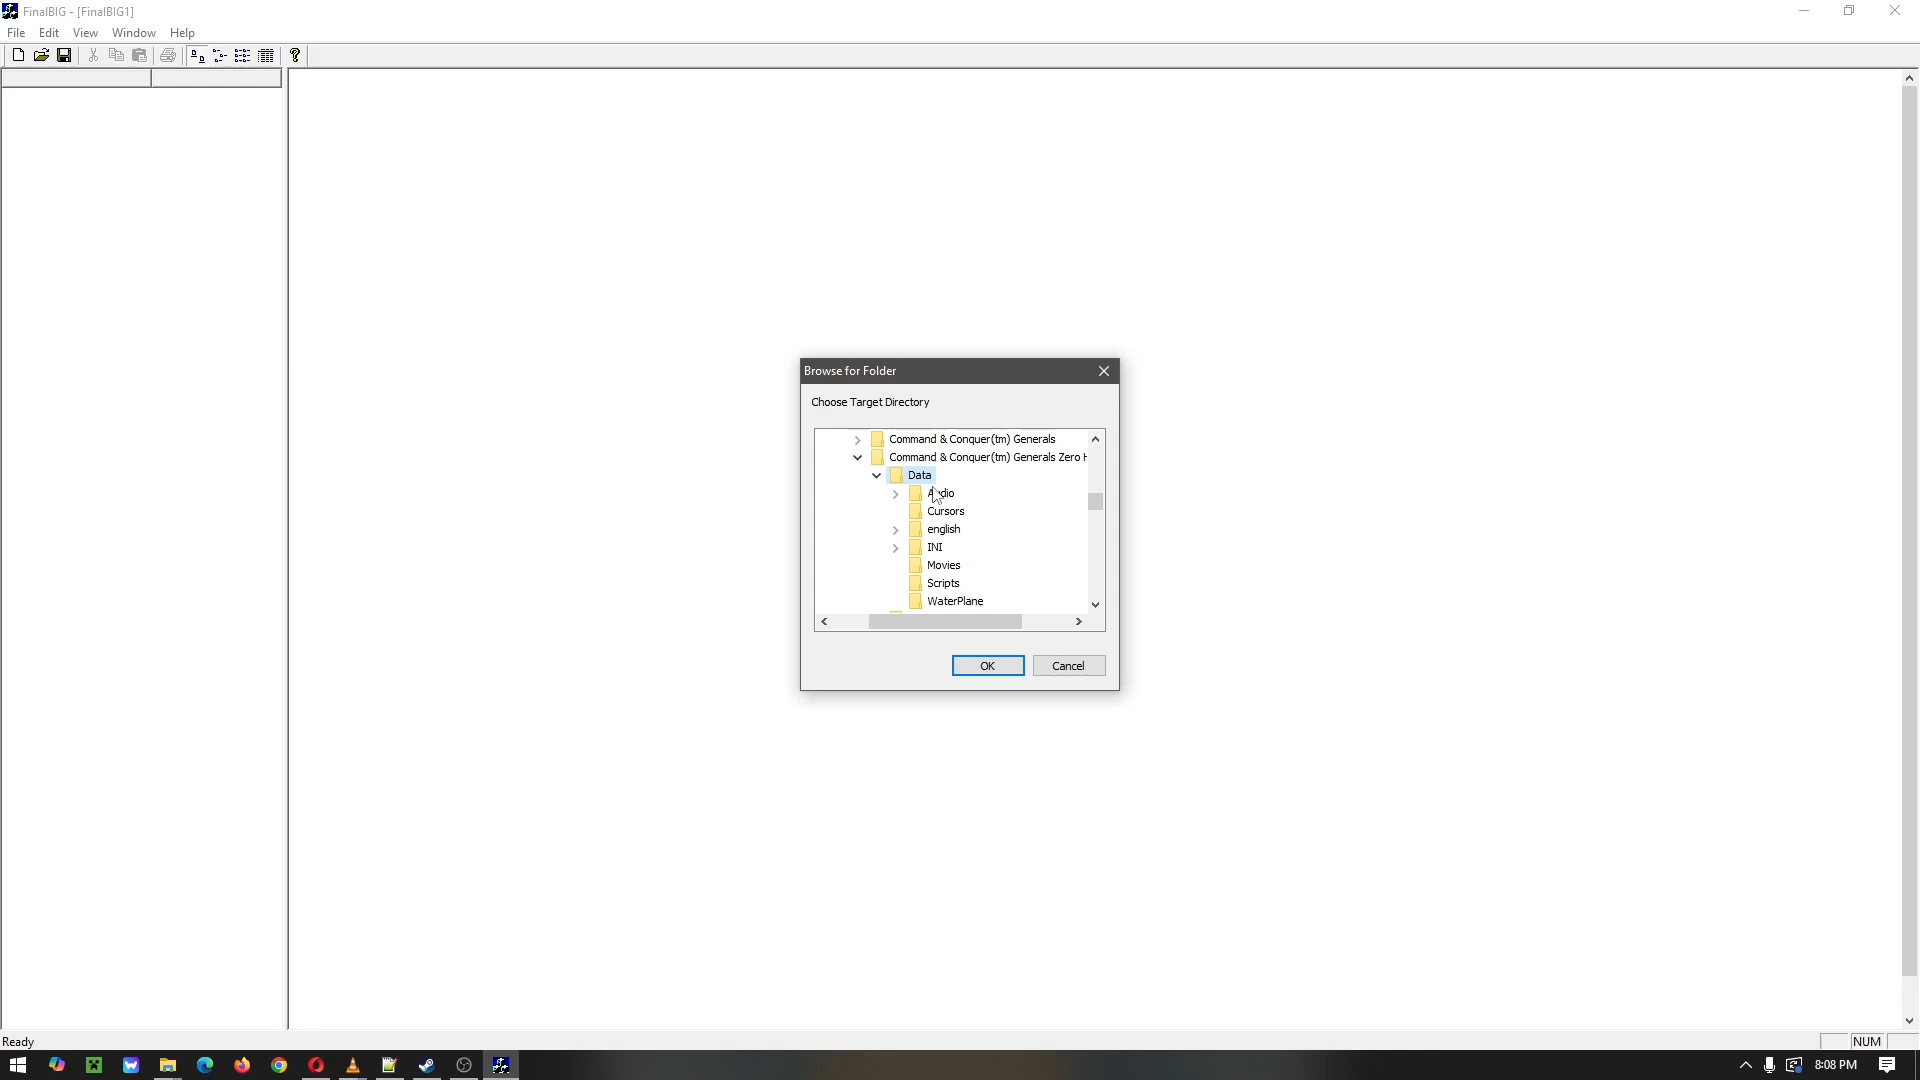 FinalBIG - [FinalBIG1]
File Edit View Window Help
Browse for Folder
Choose Target Directory
Command & Conquer(tm) Generals
Command & Conquer(tm) Generals Zero H
Data
Audio
Cursors
english
INI
Movies
Scripts
WaterPlane
OK Cancel
Ready NUM
8:08 PM